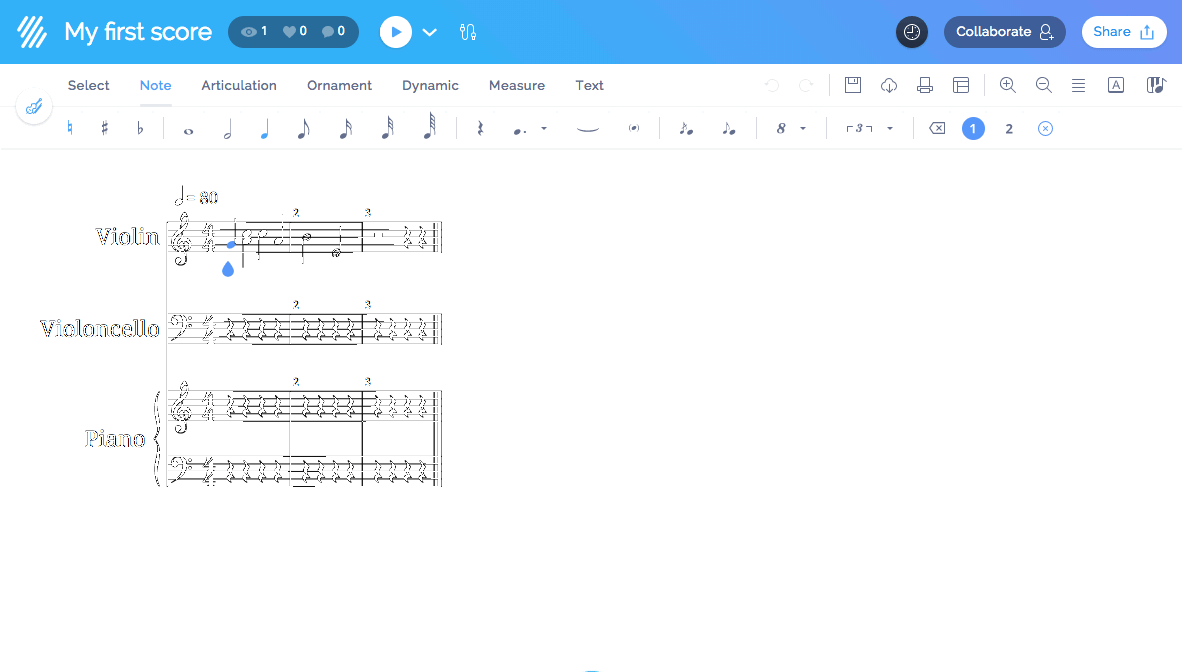 My first score 1 0 0 Collaborate Share
Select Note Articulation Ornament Dynamic Measure Text A
8 3 1 2
= 80
2 3
Violin
2 3
Violoncello
2 3
Piano